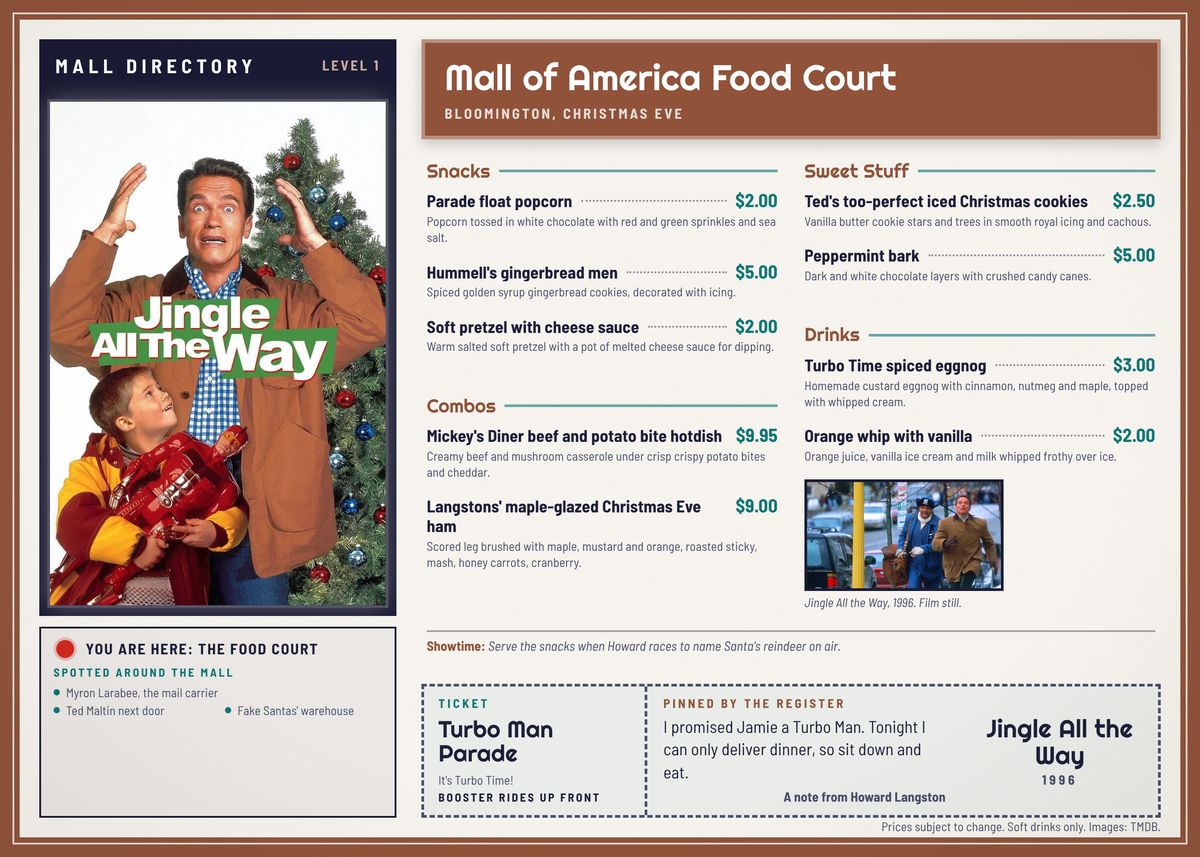 MALL DIRECTORY
LEVEL 1
Jingle
All The Way
YOU ARE HERE: THE FOOD COURT
SPOTTED AROUND THE MALL
Myron Larabee, the mail carrier
Ted Maltin next door
Fake Santas' warehouse
Mall of America Food Court
BLOOMINGTON, CHRISTMAS EVE
Snacks
Parade float popcorn $2.00
Popcorn tossed in white chocolate with red and green sprinkles and sea
salt.
Hummell's gingerbread men $5.00
Spiced golden syrup gingerbread cookies, decorated with icing.
Soft pretzel with cheese sauce $2.00
Warm salted soft pretzel with a pot of melted cheese sauce for dipping.
Combos
Mickey's Diner beef and potato bite hotdish $9.95
Creamy beef and mushroom casserole under crisp crispy potato bites
and cheddar.
Langstons' maple-glazed Christmas Eve $9.00
ham
Scored leg brushed with maple, mustard and orange, roasted sticky,
mash, honey carrots, cranberry.
Sweet Stuff
Ted's too-perfect iced Christmas cookies $2.50
Vanilla butter cookie stars and trees in smooth royal icing and cachous.
Peppermint bark $5.00
Dark and white chocolate layers with crushed candy canes.
Drinks
Turbo Time spiced eggnog $3.00
Homemade custard eggnog with cinnamon, nutmeg and maple, topped
with whipped cream.
Orange whip with vanilla $2.00
Orange juice, vanilla ice cream and milk whipped frothy over ice.
Jingle All the Way, 1996. Film still.
Showtime: Serve the snacks when Howard races to name Santa's reindeer on air.
TICKET
Turbo Man
Parade
It's Turbo Time!
BOOSTER RIDES UP FRONT
PINNED BY THE REGISTER
I promised Jamie a Turbo Man. Tonight I
can only deliver dinner, so sit down and
eat.
A note from Howard Langston
Jingle All the
Way
1996
Prices subject to change. Soft drinks only. Images: TMDB.